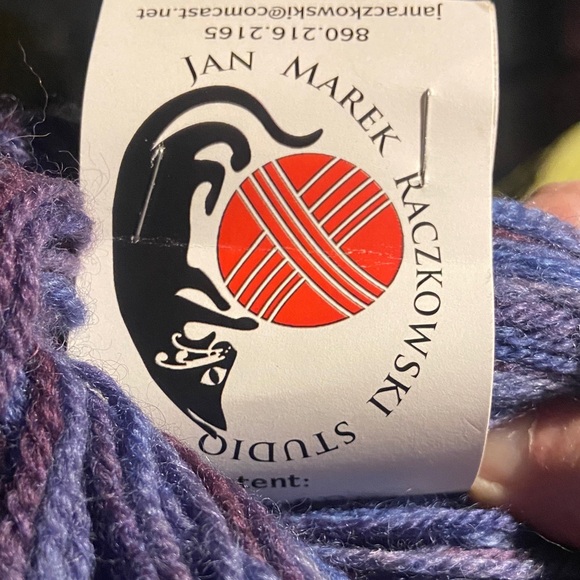 860.216.2165
janraczkowski@comcast.net
JAN MAREK RACZKOWSKI STUDIO
tent: